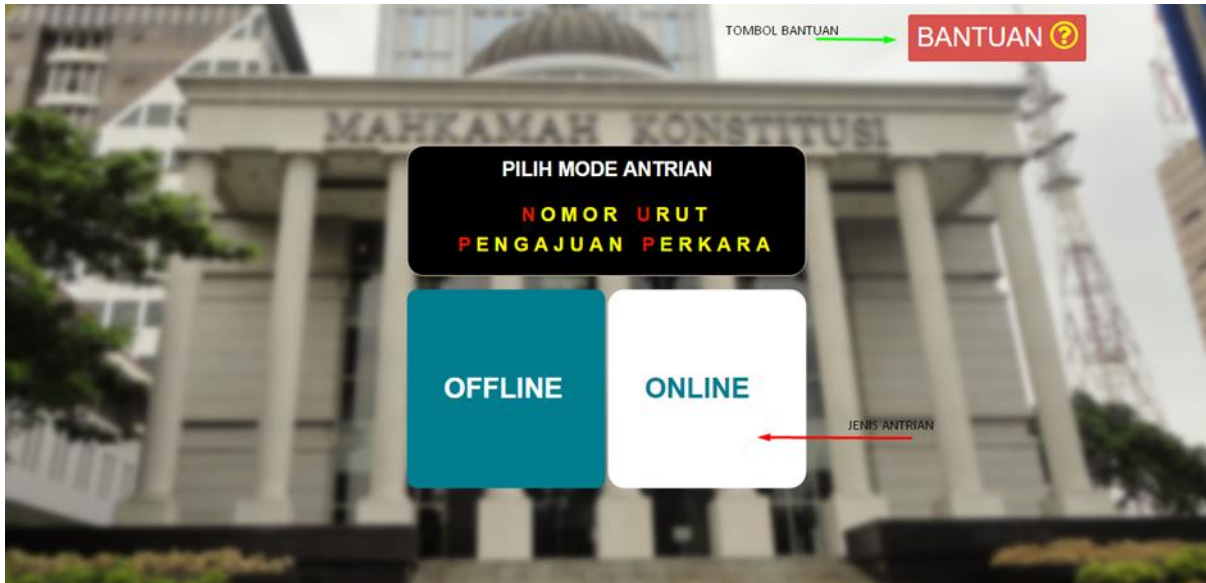 TOMBOL BANTUAN
BANTUAN ?
MAHKAMAH KONSTITUSI
PILIH MODE ANTRIAN
NOMOR URUT
PENGAJUAN PERKARA
OFFLINE
ONLINE
JENIS ANTRIAN